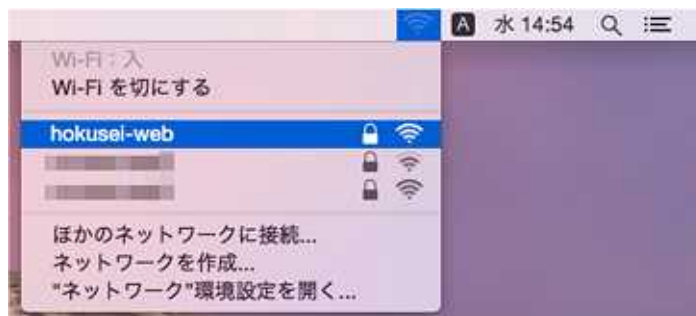 A 水 14:54
Wi-Fi：入
Wi-Fi を切にする
hokusei-web
ほかのネットワークに接続...
ネットワークを作成...
"ネットワーク"環境設定を開く...